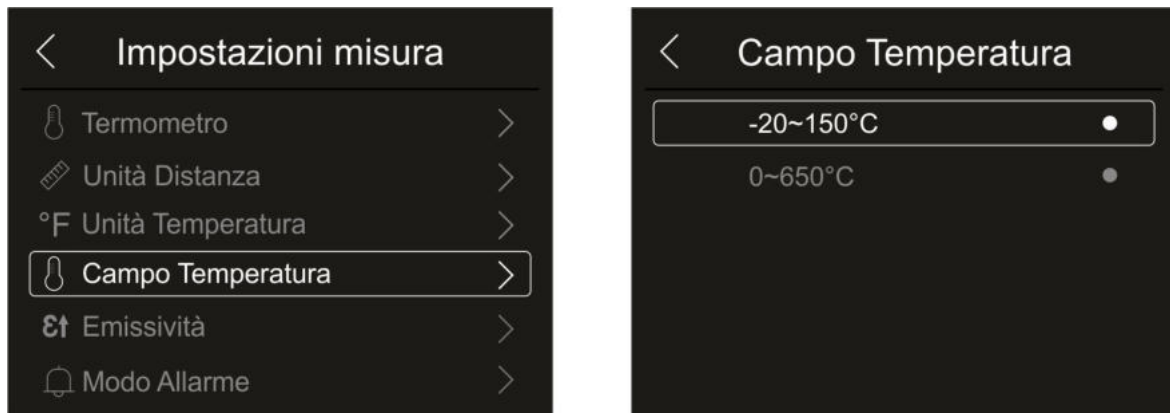 Impostazioni misura
Termometro
Unità Distanza
°F Unità Temperatura
Campo Temperatura
Ɛ↑ Emissività
Modo Allarme
Campo Temperatura
-20~150°C
0~650°C